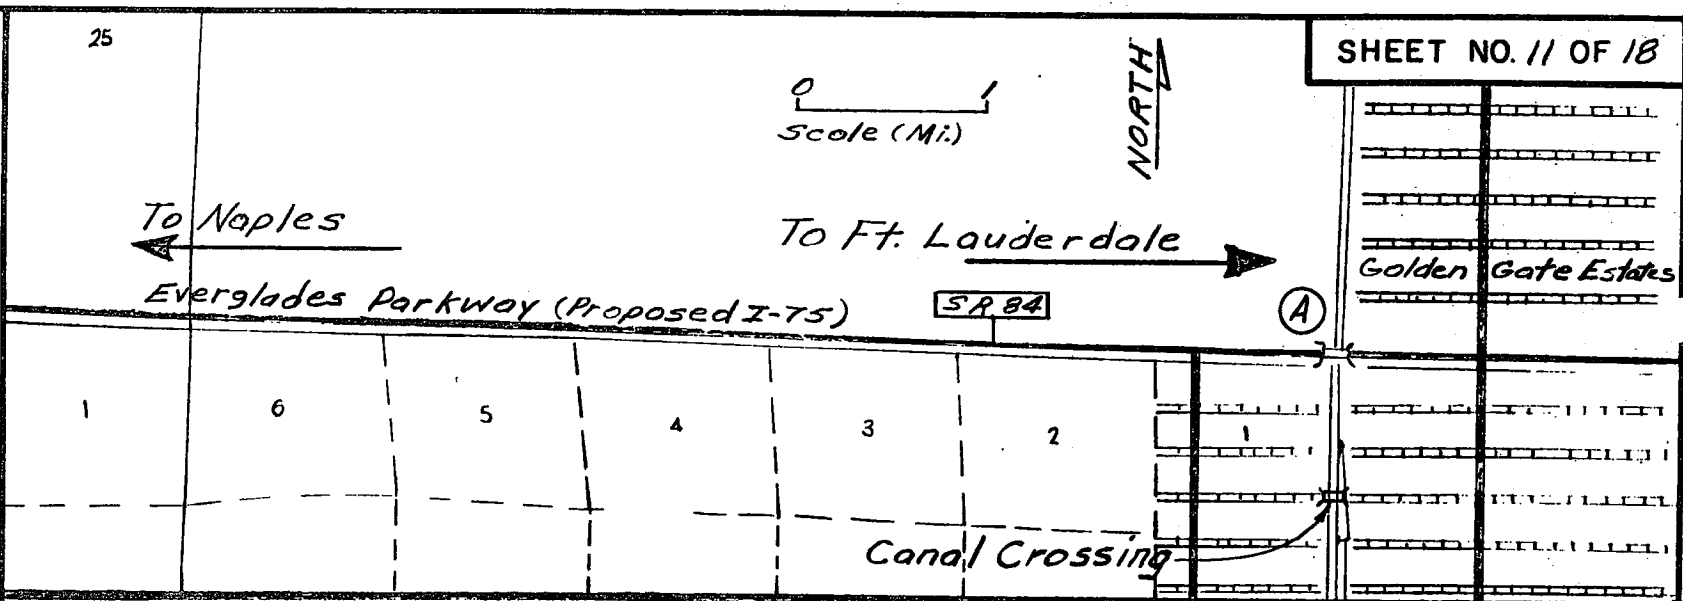 25
SHEET NO. 11 OF 18
0 1
Scale (Mi.)
NORTH
To Naples
To Ft. Lauderdale
Golden Gate Estates
Everglades Parkway (Proposed I-75)
SR 84
A
1 6 5 4 3 2 1
Canal Crossing